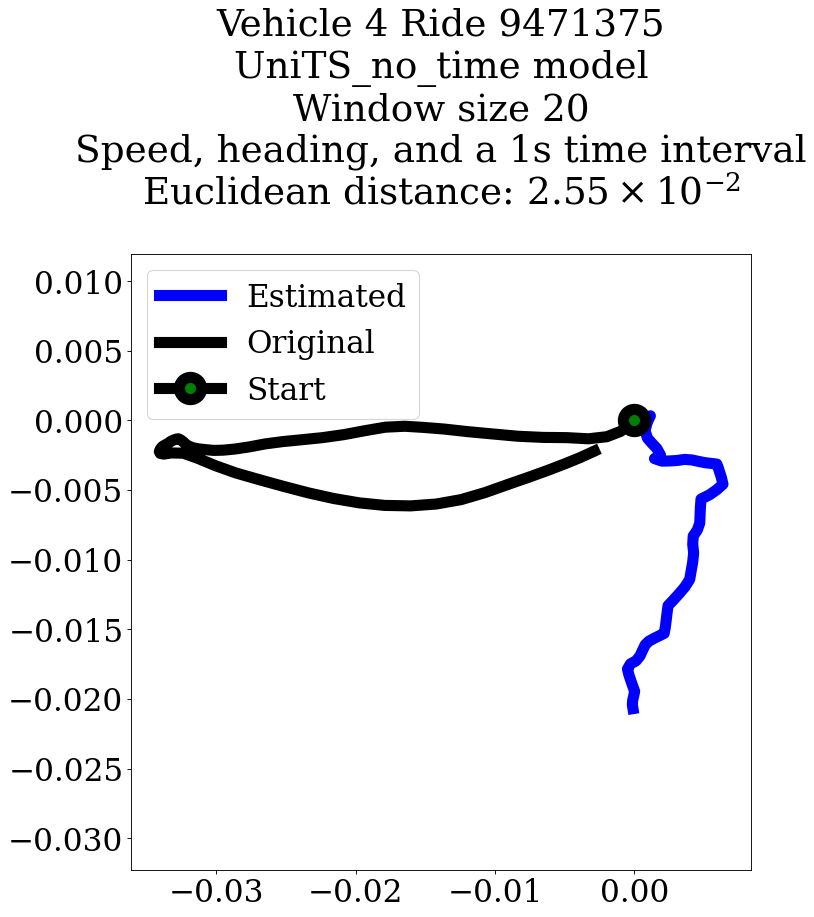 Vehicle 4 Ride 9471375
UniTS_no_time model
Window size 20
Speed, heading, and a 1s time interval
Euclidean distance: 2.55 × 10⁻²
Estimated
Original
Start
0.010
0.005
0.000
−0.005
−0.010
−0.015
−0.020
−0.025
−0.030
−0.03 −0.02 −0.01 0.00